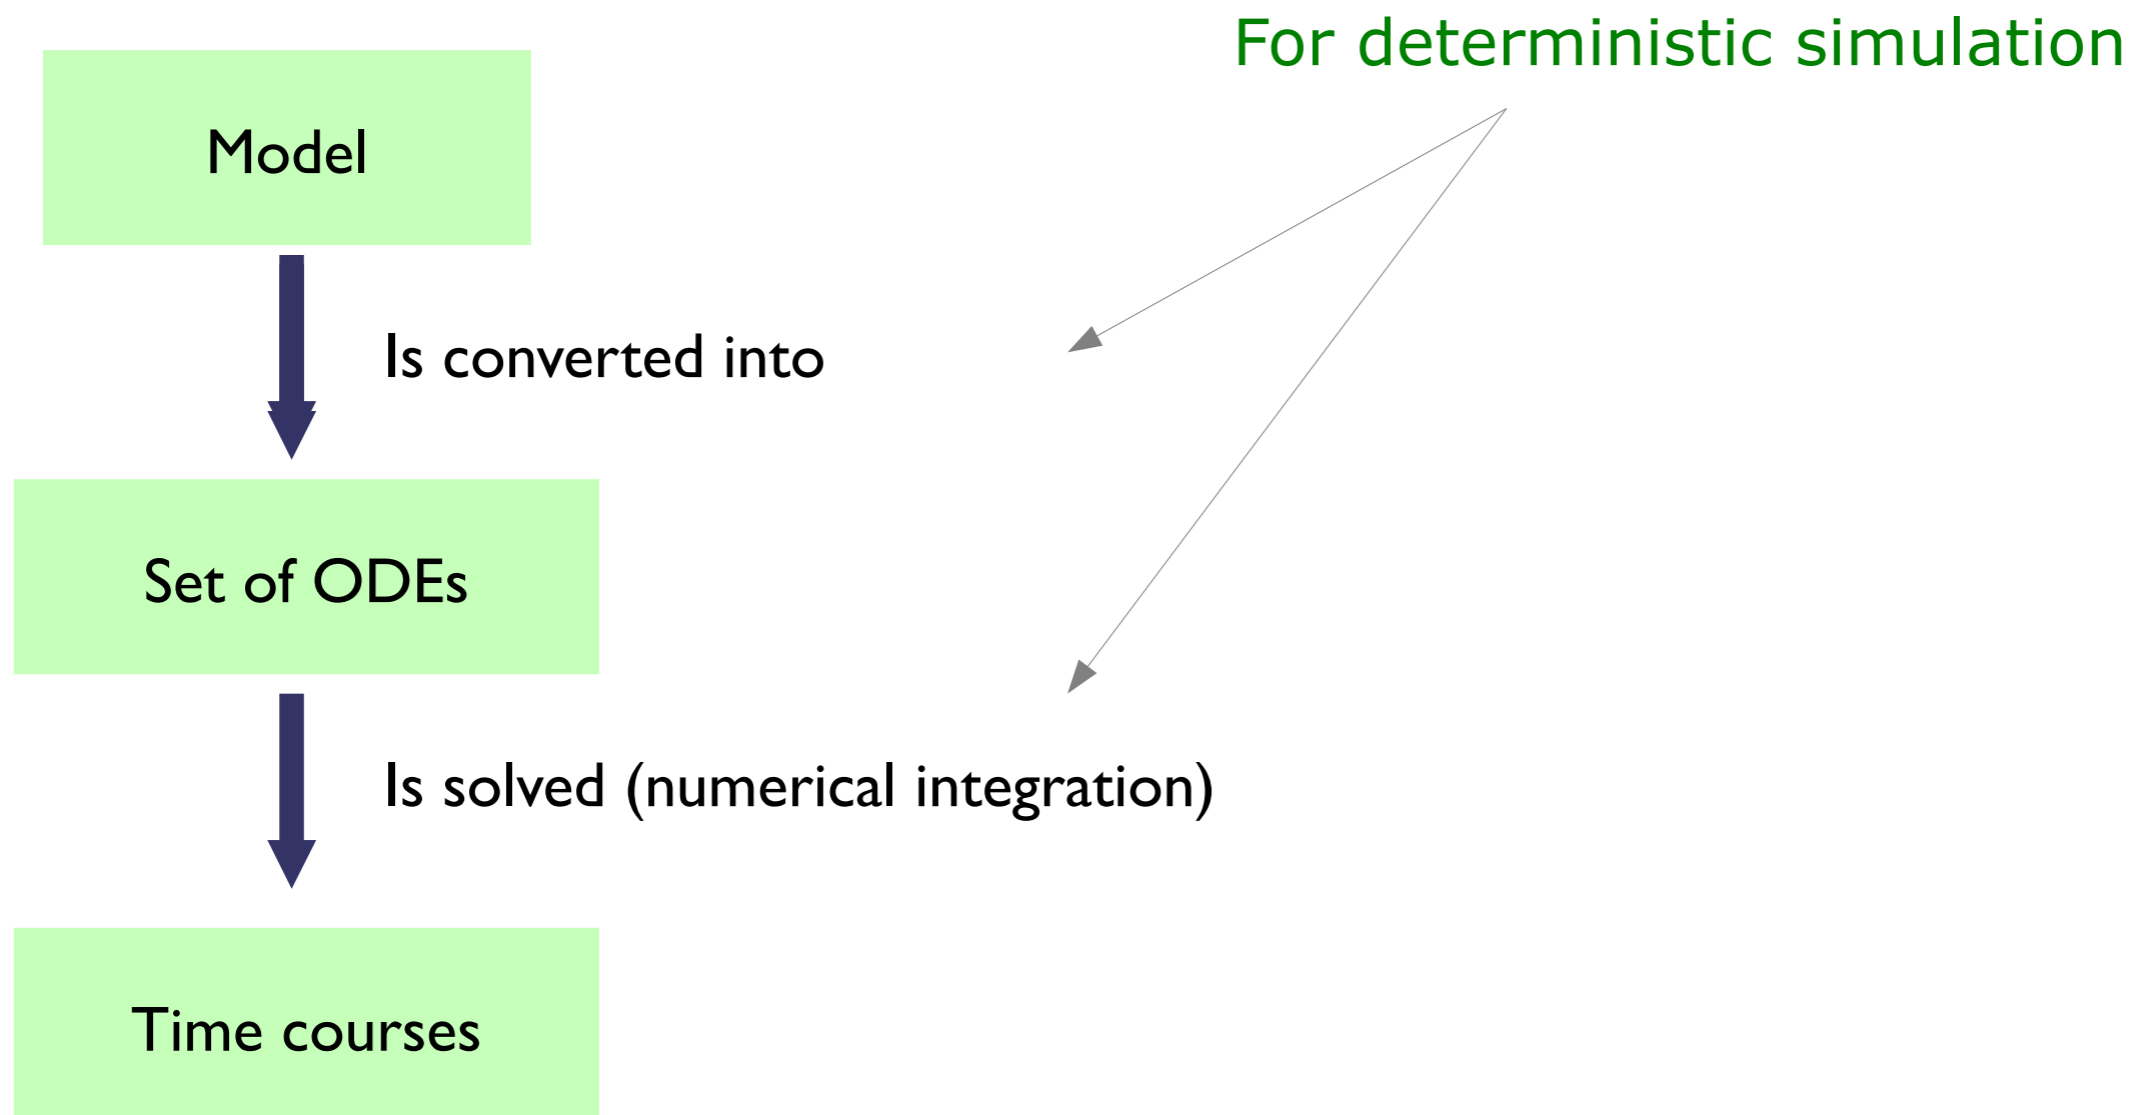 For deterministic simulation
Model
Is converted into
Set of ODEs
Is solved (numerical integration)
Time courses